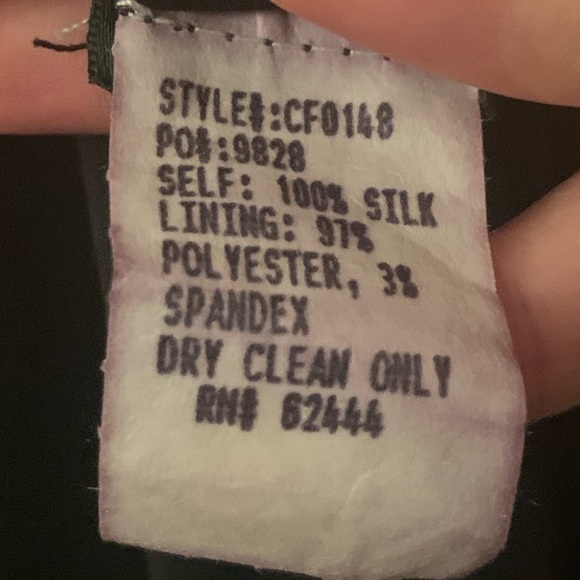 STYLE#:CF0148
PO#:9828
SELF: 100% SILK
LINING: 97%
POLYESTER, 3%
SPANDEX
DRY CLEAN ONLY
RN# 62444